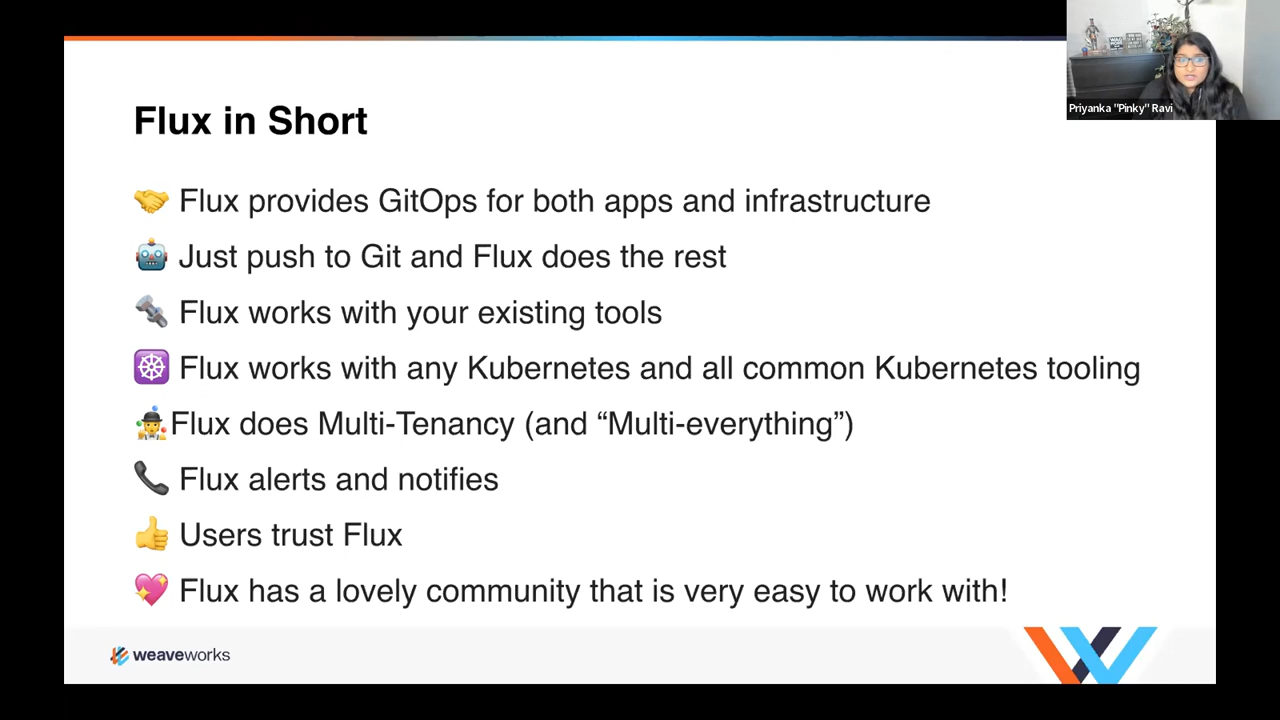 Flux in Short
Flux provides GitOps for both apps and infrastructure
Just push to Git and Flux does the rest
Flux works with your existing tools
Flux works with any Kubernetes and all common Kubernetes tooling
Flux does Multi-Tenancy (and “Multi-everything”)
Flux alerts and notifies
Users trust Flux
Flux has a lovely community that is very easy to work with!
weaveworks
Priyanka "Pinky" Ravi